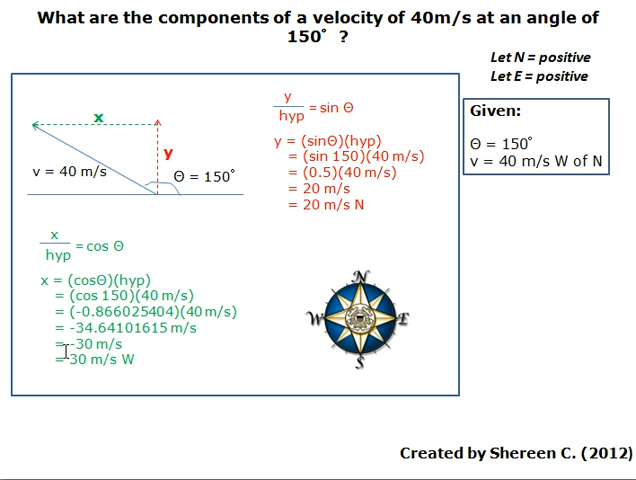 What are the components of a velocity of 40m/s at an angle of
150° ?
Let N = positive
Let E = positive
Given:
Θ = 150°
v = 40 m/s W of N
x
y
v = 40 m/s
Θ = 150°
y
hyp
= sin Θ
y = (sinΘ)(hyp)
= (sin 150)(40 m/s)
= (0.5)(40 m/s)
= 20 m/s
= 20 m/s N
x
hyp
= cos Θ
x = (cosΘ)(hyp)
= (cos 150)(40 m/s)
= (-0.866025404)(40 m/s)
= -34.64101615 m/s
= -30 m/s
= 30 m/s W
N
W
E
S
Created by Shereen C. (2012)